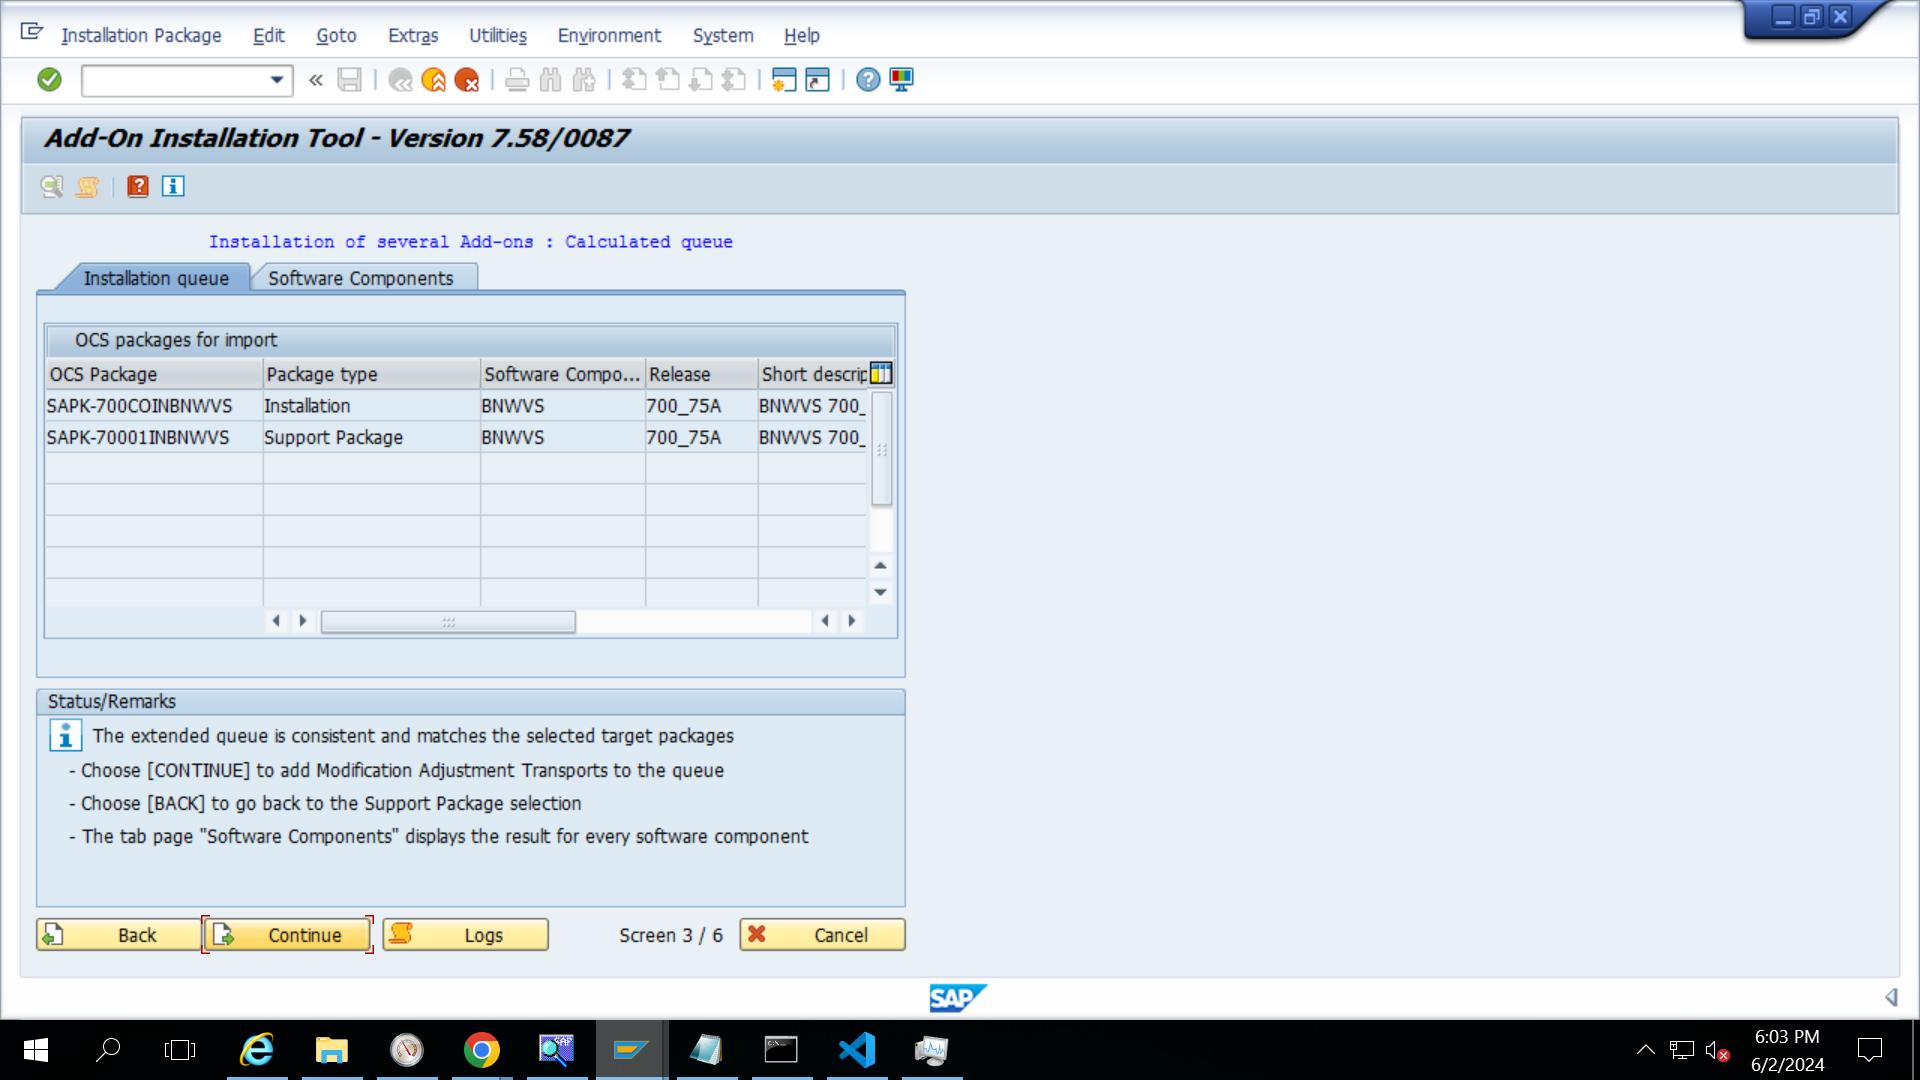 Installation Package Edit Goto Extras Utilities Environment System Help
Add-On Installation Tool - Version 7.58/0087
Installation of several Add-ons : Calculated queue
Installation queue Software Components
OCS packages for import
OCS Package Package type Software Compo... Release Short descrip
SAPK-700COINBNWVS Installation BNWVS 700_75A BNWVS 700_
SAPK-70001INBNWVS Support Package BNWVS 700_75A BNWVS 700_
Status/Remarks
The extended queue is consistent and matches the selected target packages
- Choose [CONTINUE] to add Modification Adjustment Transports to the queue
- Choose [BACK] to go back to the Support Package selection
- The tab page "Software Components" displays the result for every software component
Back Continue Logs Screen 3 / 6 Cancel
SAP
SAP
6:03 PM
6/2/2024